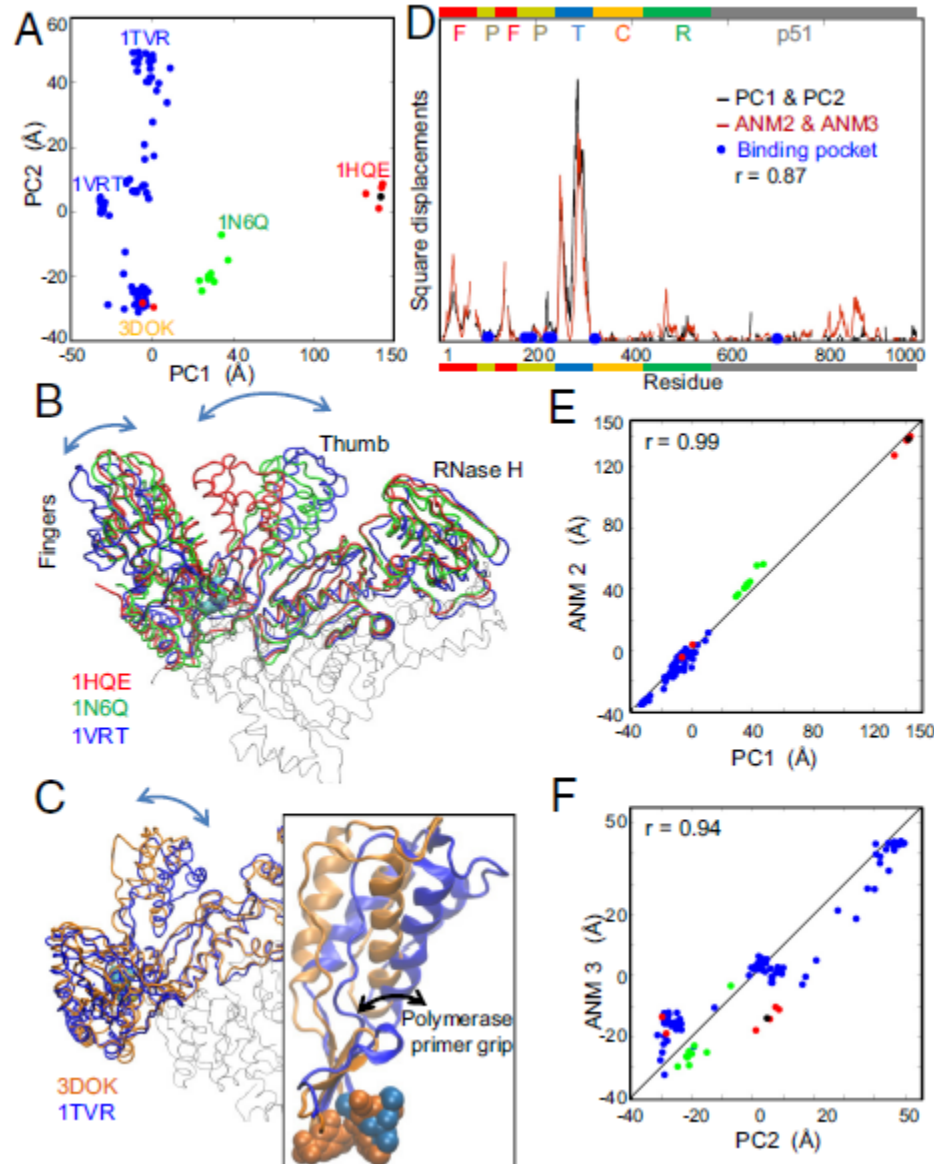 A
60
1TVR
40
20
PC2 (Å)
1VRT
1HQE
0
1N6Q
-20
3DOK
-40
-50 0 40 100 150
PC1 (Å)
D
F P F P T C R p51
PC1 & PC2
ANM2 & ANM3
Binding pocket
r = 0.87
Square displacements
1 200 400 600 800 1000
Residue
B
Thumb
RNase H
Fingers
1HQE
1N6Q
1VRT
E
r = 0.99
150
120
80
ANM 2 (Å)
40
0
-40
-40 0 40 80 120 150
PC1 (Å)
C
Polymerase
primer grip
3DOK
1TVR
F
r = 0.94
50
20
ANM 3 (Å)
-20
0
-20
-40
-40 -20 0 20 50
PC2 (Å)